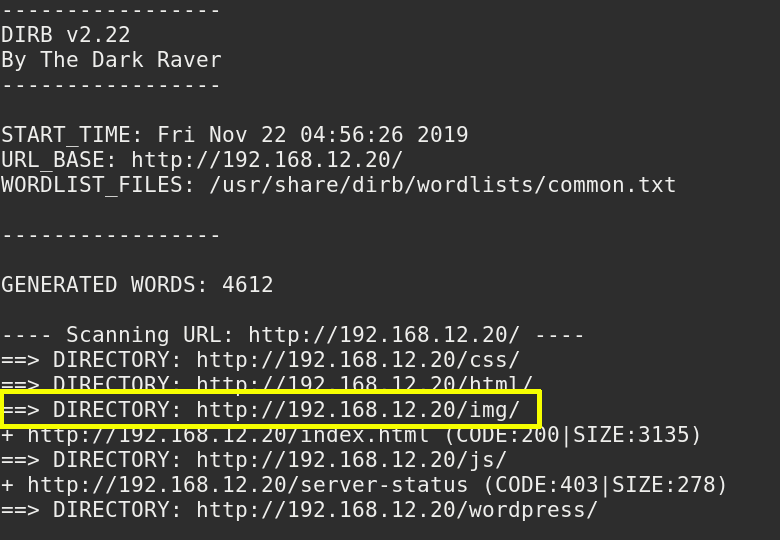 -----------------
DIRB v2.22
By The Dark Raver
-----------------
START_TIME: Fri Nov 22 04:56:26 2019
URL_BASE: http://192.168.12.20/
WORDLIST_FILES: /usr/share/dirb/wordlists/common.txt
-----------------
GENERATED WORDS: 4612
---- Scanning URL: http://192.168.12.20/ ----
==> DIRECTORY: http://192.168.12.20/css/
==> DIRECTORY: http://192.168.12.20/html/
==> DIRECTORY: http://192.168.12.20/img/
+ http://192.168.12.20/index.html (CODE:200|SIZE:3135)
==> DIRECTORY: http://192.168.12.20/js/
+ http://192.168.12.20/server-status (CODE:403|SIZE:278)
==> DIRECTORY: http://192.168.12.20/wordpress/